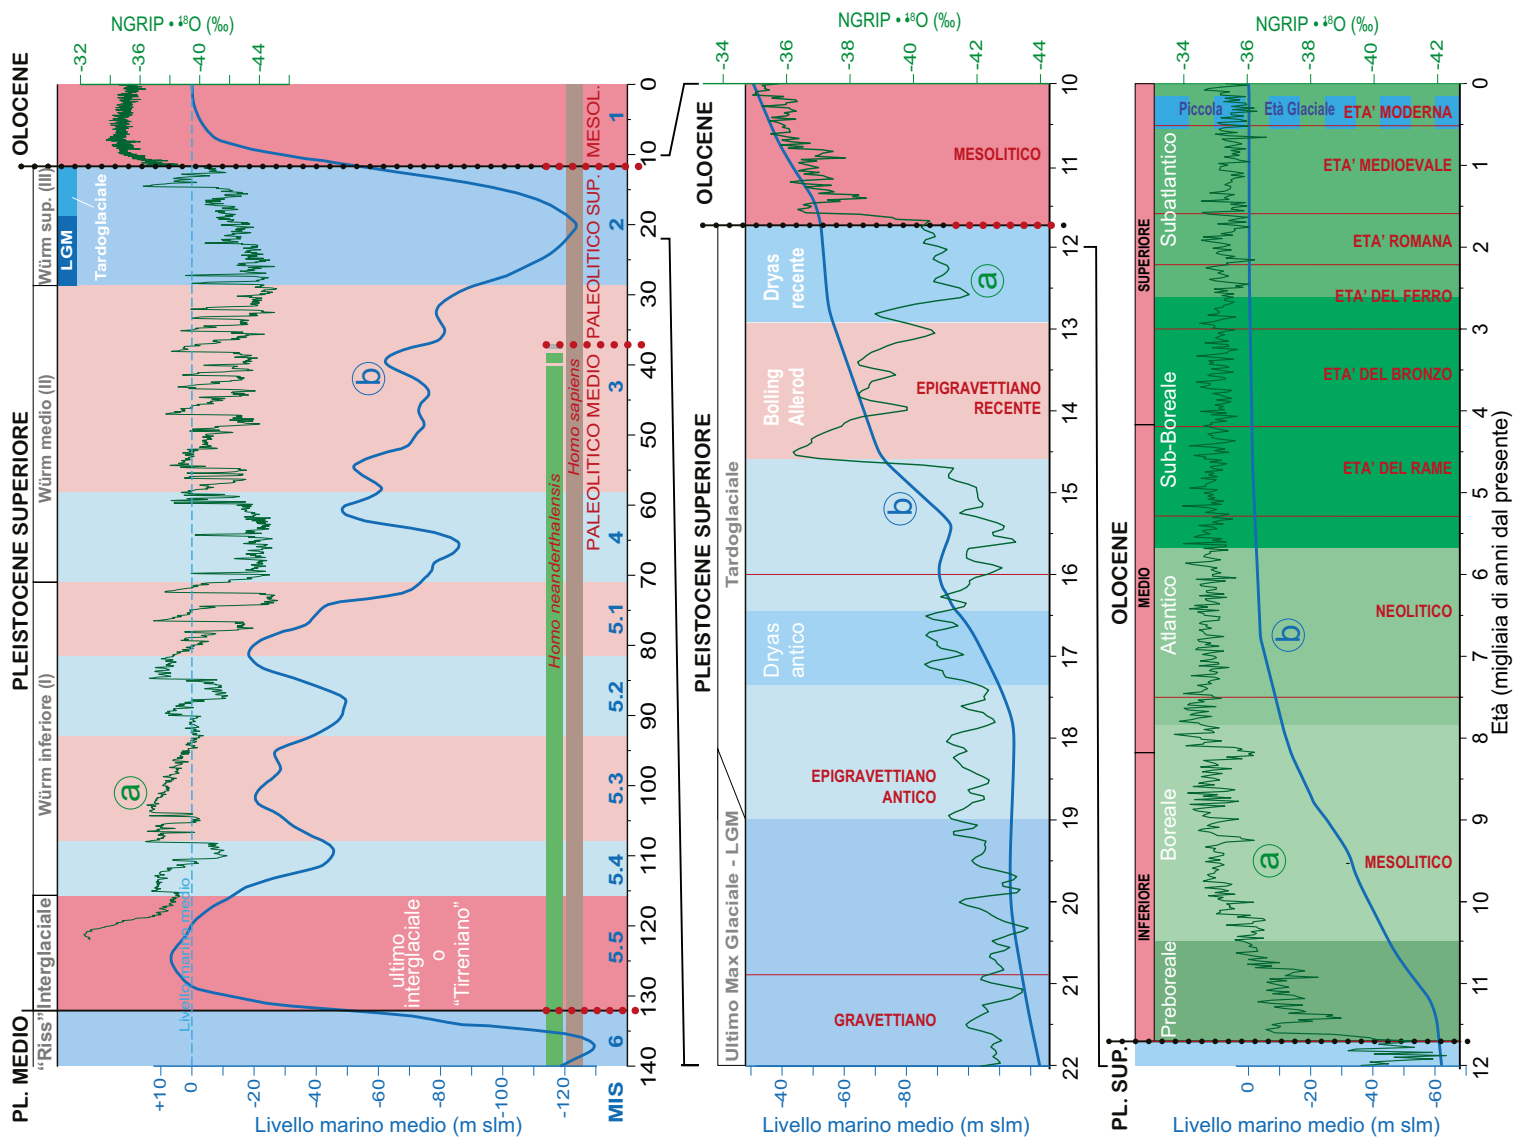 NGRIP • ¹⁸O (‰)
-32
-36
-40
-44
OLOCENE
PLEISTOCENE SUPERIORE
PL. MEDIO
Würm sup. (III)
Würm medio (II)
Würm inferiore (I)
Interglaciale
“Riss”
LGM
Tardoglaciale
a
b
Livello marino medio
ultimo
interglaciale
o
“Tirreniano”
Homo neanderthalensis
Homo sapiens
MESOL.
PALEOLITICO SUP.
PALEOLITICO MEDIO
1
2
3
4
5.1
5.2
5.3
5.4
5.5
6
MIS
0
10
20
30
40
50
60
70
80
90
100
110
120
130
140
+10
0
-20
-40
-60
-80
-100
-120
Livello marino medio (m slm)
NGRIP • ¹⁸O (‰)
-34
-36
-38
-40
-42
-44
OLOCENE
PLEISTOCENE SUPERIORE
Tardoglaciale
Ultimo Max Glaciale - LGM
MESOLITICO
Dryas
recente
a
Bolling
Allerod
EPIGRAVETTIANO
RECENTE
b
Dryas
antico
EPIGRAVETTIANO
ANTICO
GRAVETTIANO
10
11
12
13
14
15
16
17
18
19
20
21
22
-40
-60
-80
Livello marino medio (m slm)
NGRIP • ¹⁸O (‰)
-34
-36
-38
-40
-42
OLOCENE
PL. SUP.
SUPERIORE
MEDIO
INFERIORE
Piccola
Età Glaciale
ETA’ MODERNA
Subatlantico
ETA’ MEDIOEVALE
ETA’ ROMANA
ETA’ DEL FERRO
Sub-Boreale
ETA’ DEL BRONZO
ETA’ DEL RAME
Atlantico
NEOLITICO
b
Boreale
a
MESOLITICO
Preboreale
0
1
2
3
4
5
6
7
8
9
10
11
12
Età (migliaia di anni dal presente)
0
-20
-40
-60
Livello marino medio (m slm)